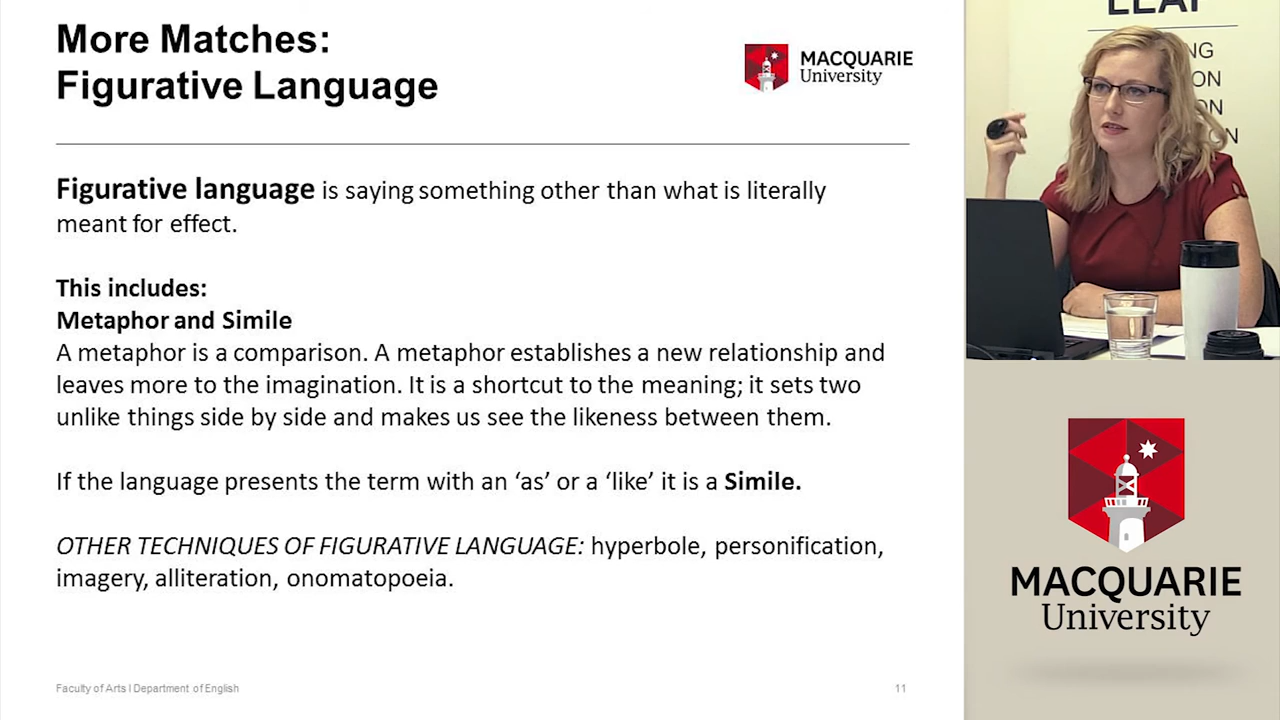 More Matches:
Figurative Language
MACQUARIE
University
Figurative language is saying something other than what is literally
meant for effect.
This includes:
Metaphor and Simile
A metaphor is a comparison. A metaphor establishes a new relationship and
leaves more to the imagination. It is a shortcut to the meaning; it sets two
unlike things side by side and makes us see the likeness between them.
If the language presents the term with an ‘as’ or a ‘like’ it is a Simile.
OTHER TECHNIQUES OF FIGURATIVE LANGUAGE: hyperbole, personification,
imagery, alliteration, onomatopoeia.
Faculty of Arts I Department of English
11
MACQUARIE
University